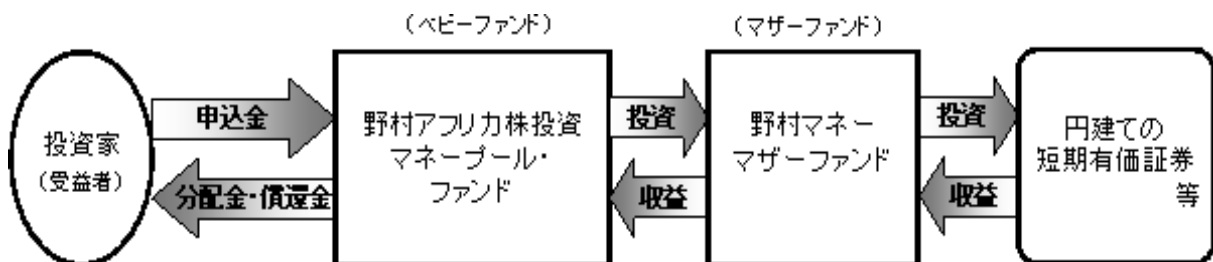 （ベビーファンド）
（マザーファンド）
投資家
（受益者）
申込金
分配金・償還金
野村アフリカ株投資
マネープール・
ファンド
投資
収益
野村マネー
マザーファンド
投資
収益
円建ての
短期有価証券
等